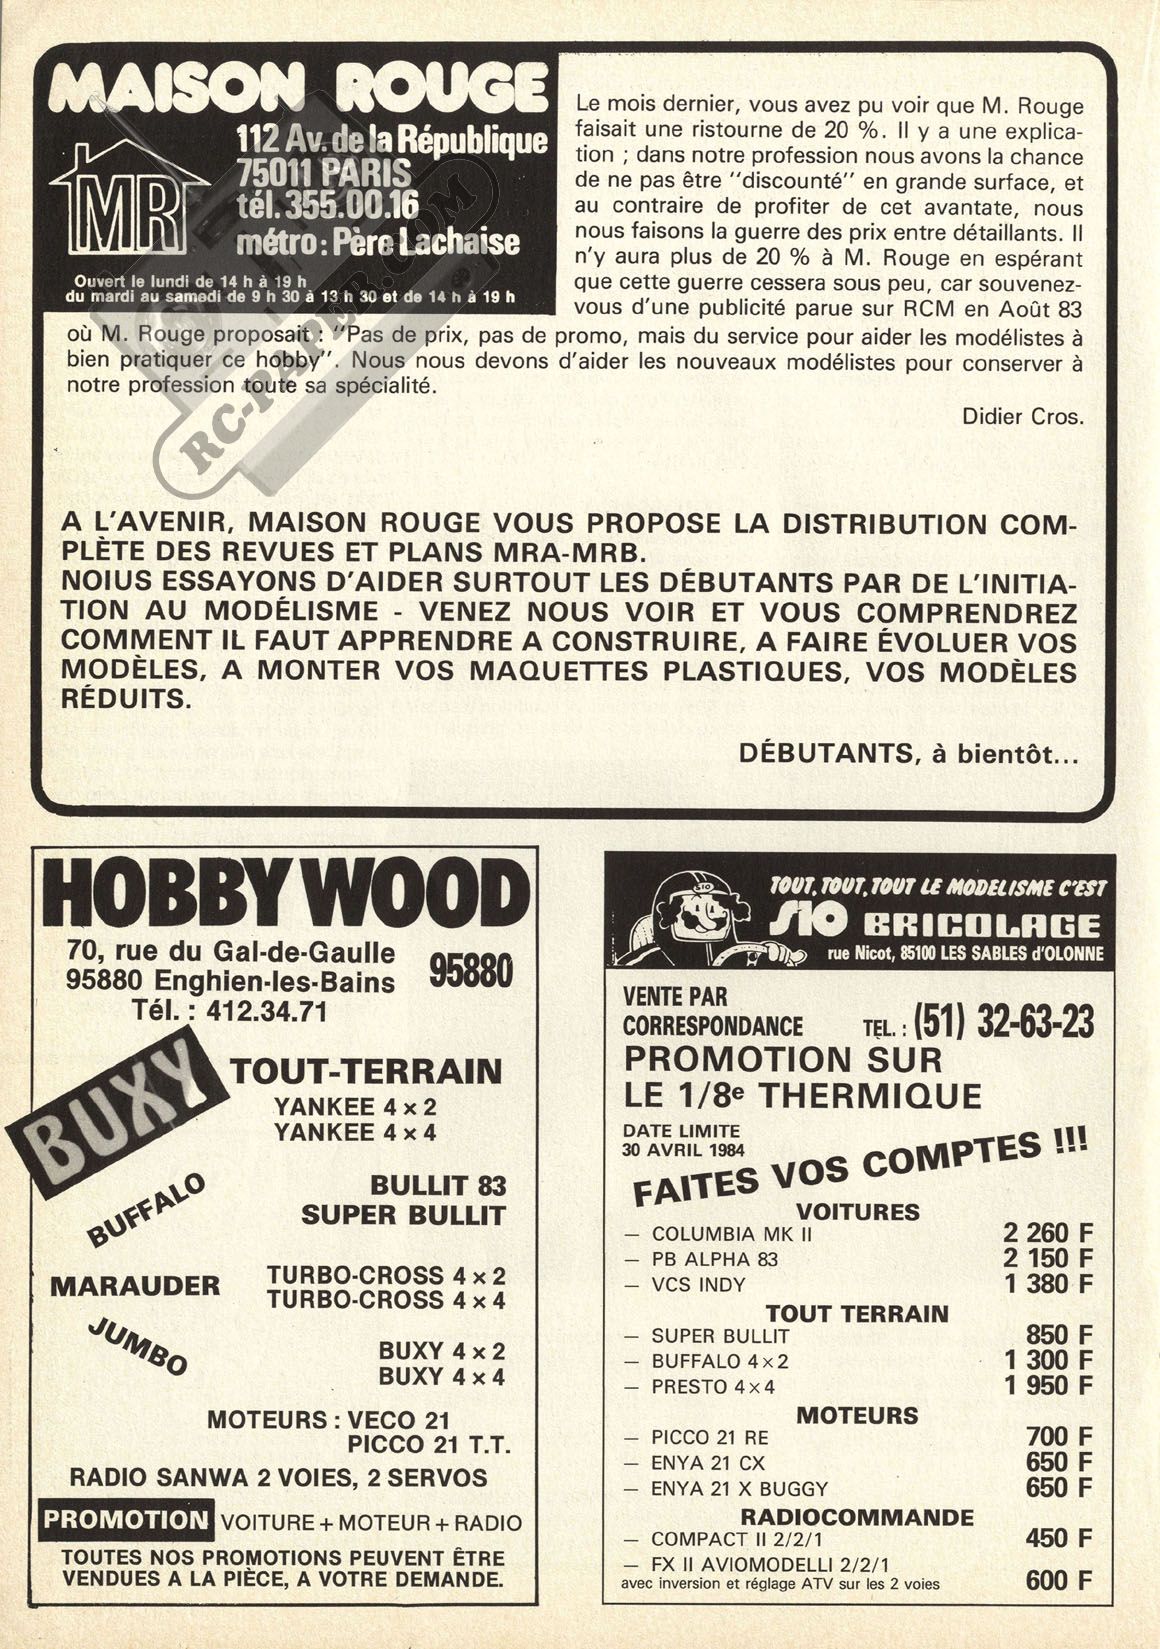 MAISON ROUGE
MR
112 Av. de la République
75011 PARIS
tél. 355.00.16
métro : Père Lachaise
Ouvert le lundi de 14 h à 19 h
du mardi au samedi de 9 h 30 à 13 h 30 et de 14 h à 19 h
Le mois dernier, vous avez pu voir que M. Rouge
faisait une ristourne de 20 %. Il y a une explica-
tion ; dans notre profession nous avons la chance
de ne pas être "discounté" en grande surface, et
au contraire de profiter de cet avantate, nous
nous faisons la guerre des prix entre détaillants. Il
n'y aura plus de 20 % à M. Rouge en espérant
que cette guerre cessera sous peu, car souvenez-
vous d'une publicité parue sur RCM en Août 83
où M. Rouge proposait : "Pas de prix, pas de promo, mais du service pour aider les modélistes à
bien pratiquer ce hobby". Nous nous devons d'aider les nouveaux modélistes pour conserver à
notre profession toute sa spécialité.
Didier Cros.
RC-PAPER.COM
A L'AVENIR, MAISON ROUGE VOUS PROPOSE LA DISTRIBUTION COM-
PLÈTE DES REVUES ET PLANS MRA-MRB.
NOIUS ESSAYONS D'AIDER SURTOUT LES DÉBUTANTS PAR DE L'INITIA-
TION AU MODÉLISME - VENEZ NOUS VOIR ET VOUS COMPRENDREZ
COMMENT IL FAUT APPRENDRE A CONSTRUIRE, A FAIRE ÉVOLUER VOS
MODÈLES, A MONTER VOS MAQUETTES PLASTIQUES, VOS MODÈLES
RÉDUITS.
DÉBUTANTS, à bientôt...
HOBBY WOOD
70, rue du Gal-de-Gaulle
95880 Enghien-les-Bains
95880
Tél. : 412.34.71
BUXY
TOUT-TERRAIN
YANKEE 4 × 2
YANKEE 4 × 4
BUFFALO
BULLIT 83
SUPER BULLIT
MARAUDER
TURBO-CROSS 4 × 2
TURBO-CROSS 4 × 4
JUMBO
BUXY 4 × 2
BUXY 4 × 4
MOTEURS : VECO 21
PICCO 21 T.T.
RADIO SANWA 2 VOIES, 2 SERVOS
PROMOTION VOITURE + MOTEUR + RADIO
TOUTES NOS PROMOTIONS PEUVENT ÊTRE
VENDUES A LA PIÈCE, A VOTRE DEMANDE.
SIO
TOUT, TOUT, TOUT LE MODELISME C'EST
SIO BRICOLAGE
rue Nicot, 85100 LES SABLES d'OLONNE
VENTE PAR
CORRESPONDANCE TEL. : (51) 32-63-23
PROMOTION SUR
LE 1/8e THERMIQUE
DATE LIMITE
30 AVRIL 1984
FAITES VOS COMPTES !!!
VOITURES
— COLUMBIA MK II 2 260 F
— PB ALPHA 83 2 150 F
— VCS INDY 1 380 F
TOUT TERRAIN
— SUPER BULLIT 850 F
— BUFFALO 4×2 1 300 F
— PRESTO 4×4 1 950 F
MOTEURS
— PICCO 21 RE 700 F
— ENYA 21 CX 650 F
— ENYA 21 X BUGGY 650 F
RADIOCOMMANDE
— COMPACT II 2/2/1 450 F
— FX II AVIOMODELLI 2/2/1
avec inversion et réglage ATV sur les 2 voies 600 F